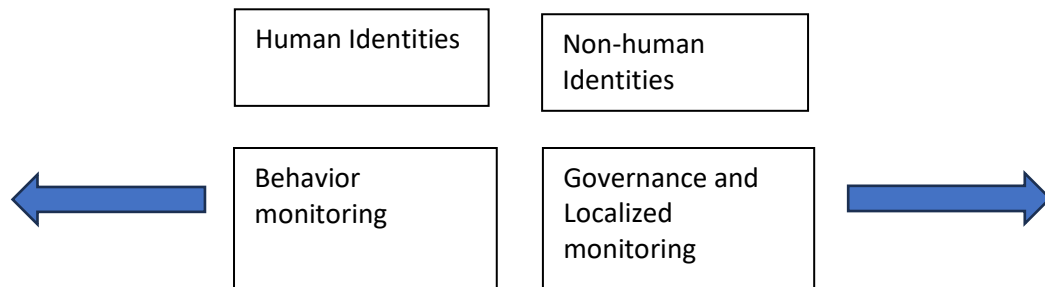 Human Identities
Non-human
Identities
Behavior
monitoring
Governance and
Localized
monitoring